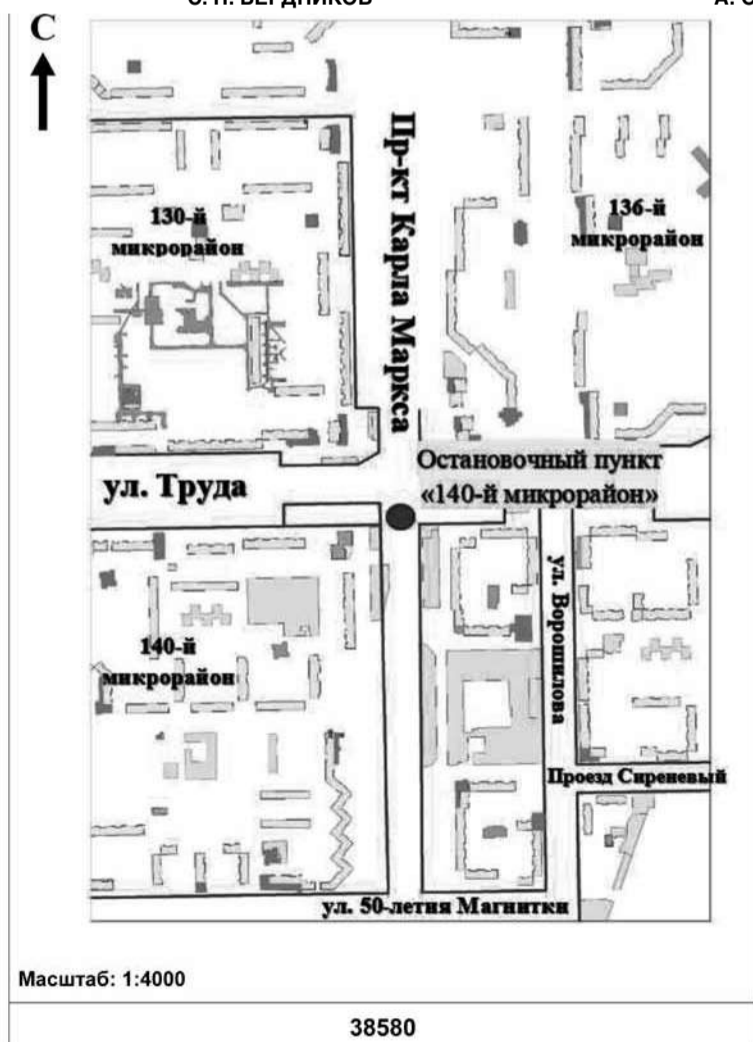 С
Пр-кт Карла Маркса
130-й
микрорайон
136-й
микрорайон
Остановочный пункт
«140-й микрорайон»
ул. Труда
ул. Ворошилова
140-й
микрорайон
Проезд Сиреневый
ул. 50-летия Магнитки
Масштаб: 1:4000
38580